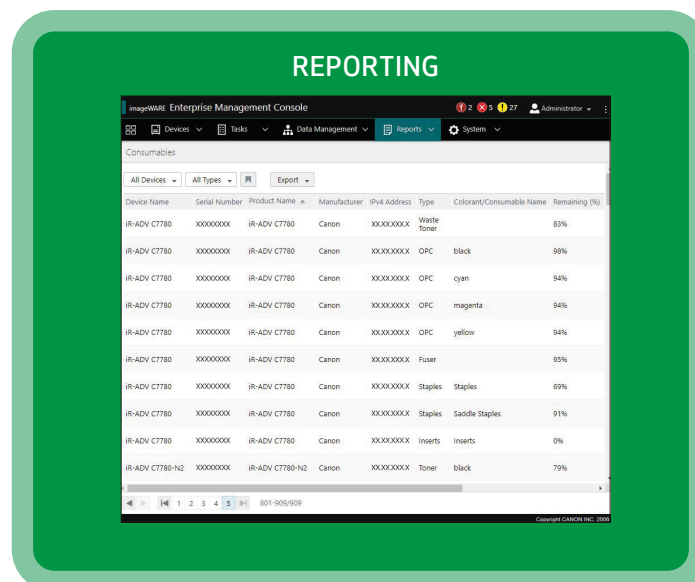 REPORTING
imageWARE Enterprise Management Console 2 5 27 Administrator
Devices Tasks Data Management Reports System
Consumables
All Devices All Types Export
Device Name Serial Number Product Name Manufacturer IPv4 Address Type Colorant/Consumable Name Remaining (%)
iR-ADV C7780 XXXXXXXX iR-ADV C7780 Canon XX.XX.XXX.X Waste Toner 83%
iR-ADV C7780 XXXXXXXX iR-ADV C7780 Canon XX.XX.XXX.X OPC black 98%
iR-ADV C7780 XXXXXXXX iR-ADV C7780 Canon XX.XX.XXX.X OPC cyan 94%
iR-ADV C7780 XXXXXXXX iR-ADV C7780 Canon XX.XX.XXX.X OPC magenta 94%
iR-ADV C7780 XXXXXXXX iR-ADV C7780 Canon XX.XX.XXX.X OPC yellow 94%
iR-ADV C7780 XXXXXXXX iR-ADV C7780 Canon XX.XX.XXX.X Fuser 95%
iR-ADV C7780 XXXXXXXX iR-ADV C7780 Canon XX.XX.XXX.X Staples Staples 69%
iR-ADV C7780 XXXXXXXX iR-ADV C7780 Canon XX.XX.XXX.X Staples Saddle Staples 91%
iR-ADV C7780 XXXXXXXX iR-ADV C7780 Canon XX.XX.XXX.X Inserts Inserts 0%
iR-ADV C7780-N2 XXXXXXXX iR-ADV C7780-N2 Canon XX.XX.XXX.X Toner black 79%
1 2 3 4 5 801-909/909
Copyright CANON INC. 2006